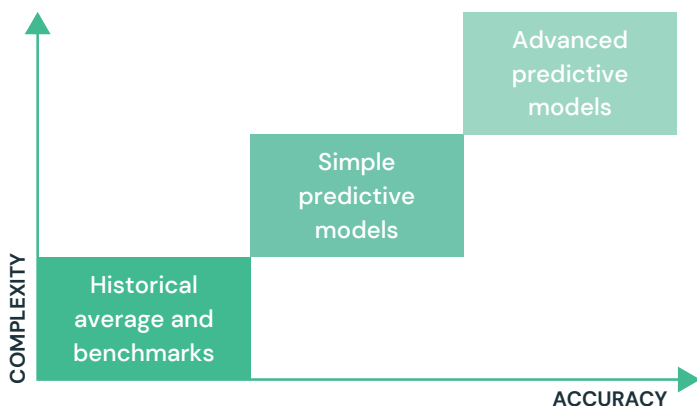 Advanced
predictive
models
Simple
predictive
models
Historical
average and
benchmarks
COMPLEXITY
ACCURACY